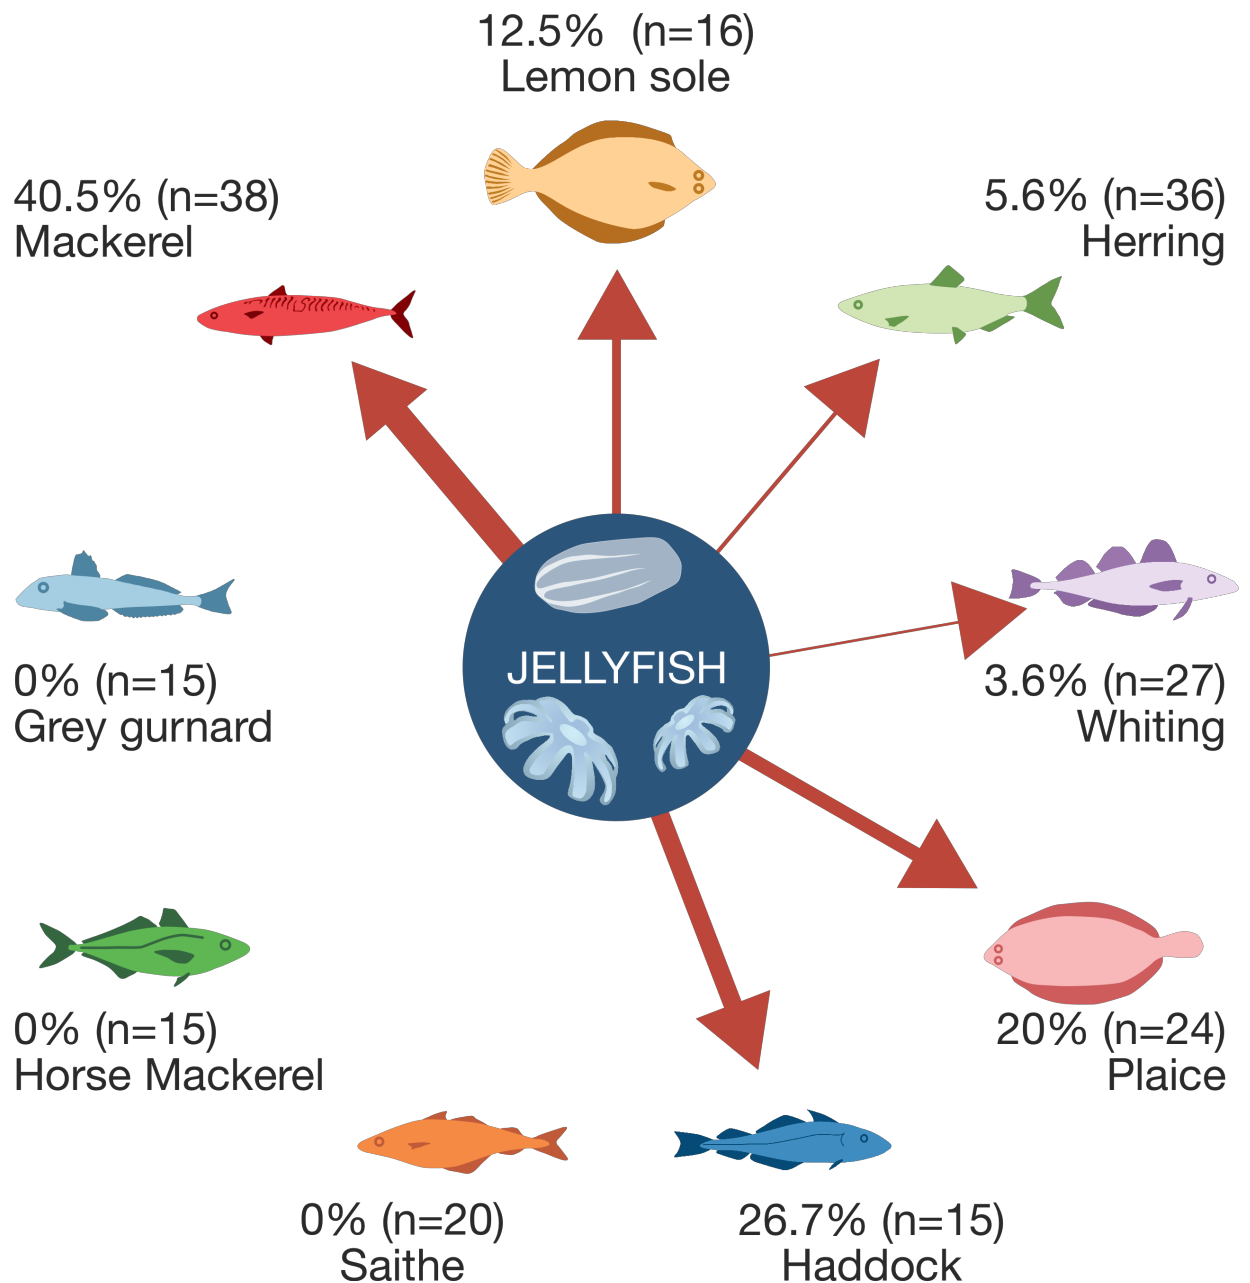 12.5%  (n=16)
Lemon sole
40.5% (n=38)
Mackerel
5.6% (n=36)
Herring
JELLYFISH
0% (n=15)
Grey gurnard
3.6% (n=27)
Whiting
0% (n=15)
Horse Mackerel
20% (n=24)
Plaice
0% (n=20)
Saithe
26.7% (n=15)
Haddock